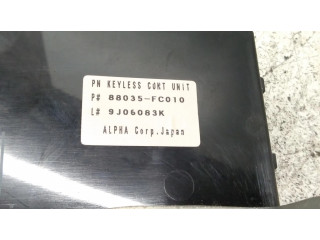 PN KEYLESS CONT UNIT
P# 88035-FC010
L# 9J06083K
ALPHA Corp.Japan